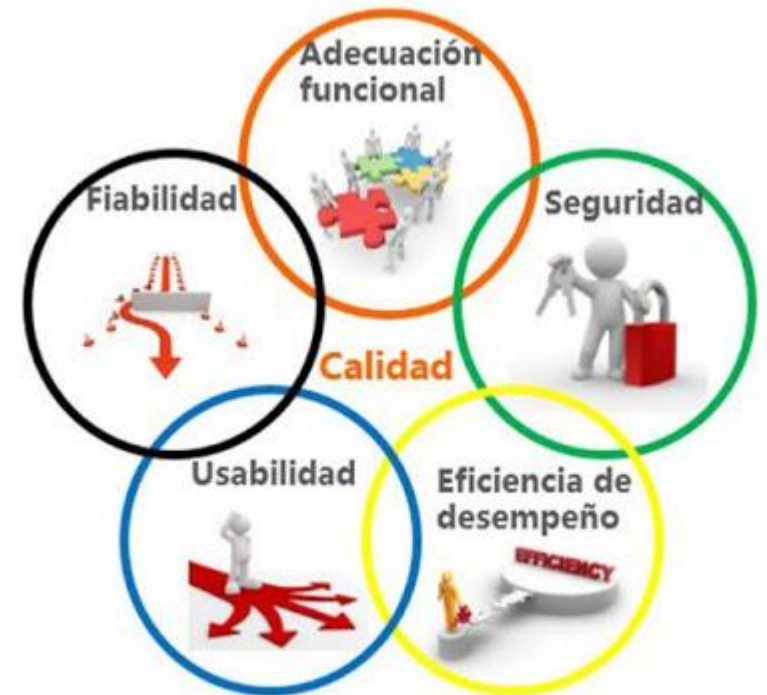 Adecuación
funcional
Fiabilidad
Seguridad
Calidad
Usabilidad
Eficiencia de
desempeño
EFFICIENCY